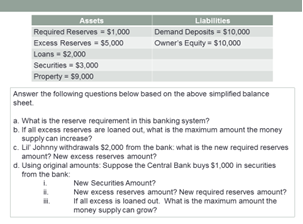 Assets Liabilities
Required Reserves = $1,000 Demand Deposits = $10,000
Excess Reserves = $5,000 Owner's Equity = $10,000
Loans = $2,000
Securities = $3,000
Property = $9,000
Answer the following questions below based on the above simplified balance
sheet.
a. What is the reserve requirement in this banking system?
b. If all excess reserves are loaned out, what is the maximum amount the money
supply can increase?
c. Lil' Johnny withdrawals $2,000 from the bank: what is the new required reserves
amount? New excess reserves amount?
d. Using original amounts: Suppose the Central Bank buys $1,000 in securities
from the bank:
i. New Securities Amount?
ii. New excess reserves amount? New required reserves amount?
iii. If all excess is loaned out. What is the maximum amount the
money supply can grow?